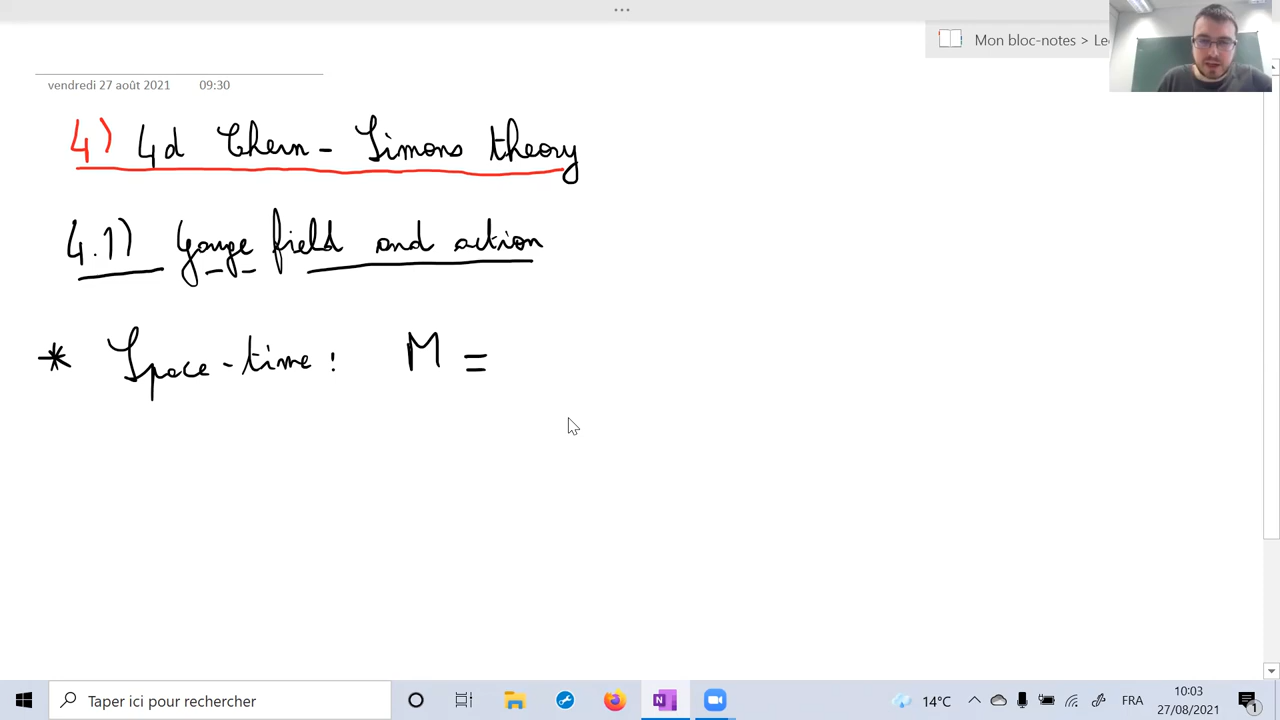 ...
Mon bloc-notes > Le
vendredi 27 août 2021 09:30
4) 4d Chern - Simons theory
4.1) Gauge field and action
* Space-time : M =
Taper ici pour rechercher
14°C
FRA
10:03
27/08/2021
1